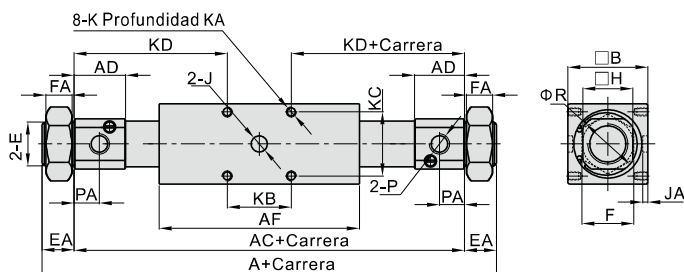 8-K Profundidad KA
KD
KD+Carrera
AD
AD
FA
FA
2-J
KC
2-E
PA
PA
KB
2-P
AF
EA
AC+Carrera
EA
A+Carrera
□B
□H
ΦR
JA
F